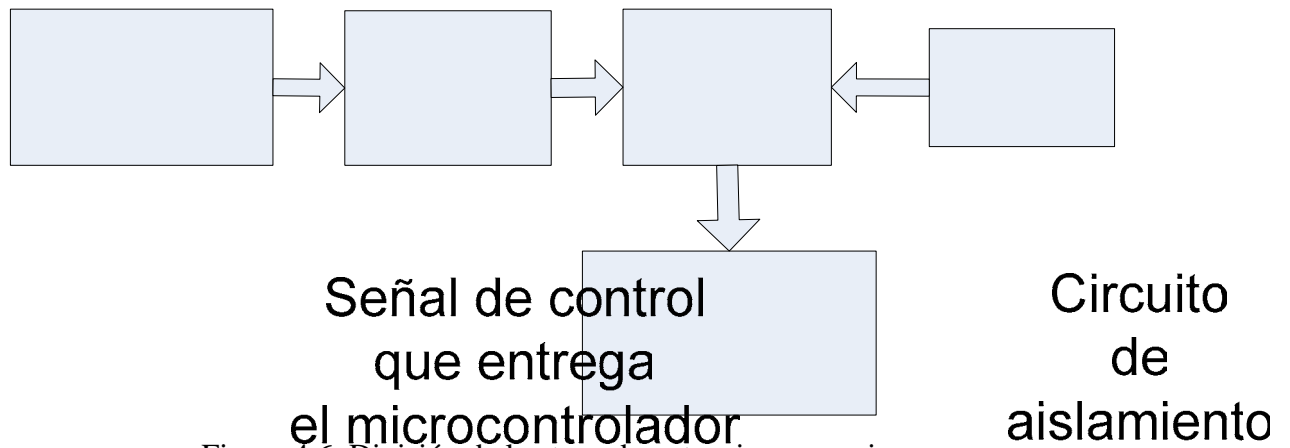 Señal de control
que entrega
el microcontrolador
Circuito
de
aislamiento